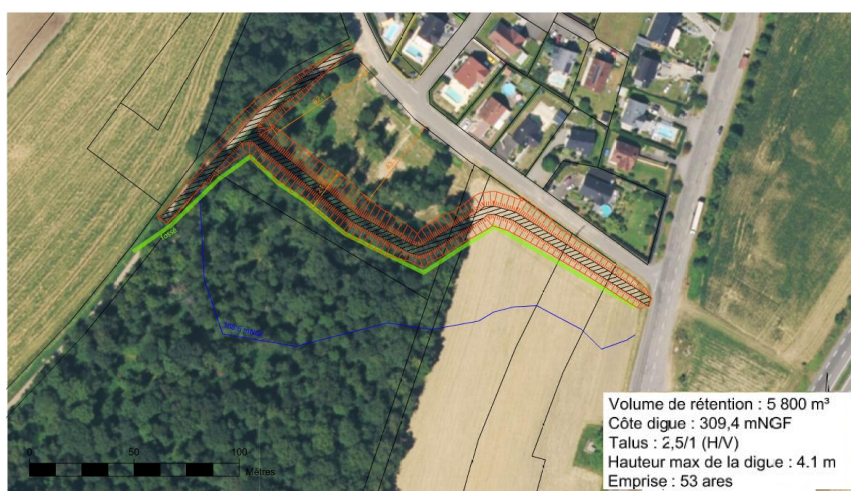 Volume de rétention : 5 800 m³
Côte digue : 309,4 mNGF
Talus : 2,5/1 (H/V)
Hauteur max de la digue : 4.1 m
Emprise : 53 ares
0
50
100
Mètres